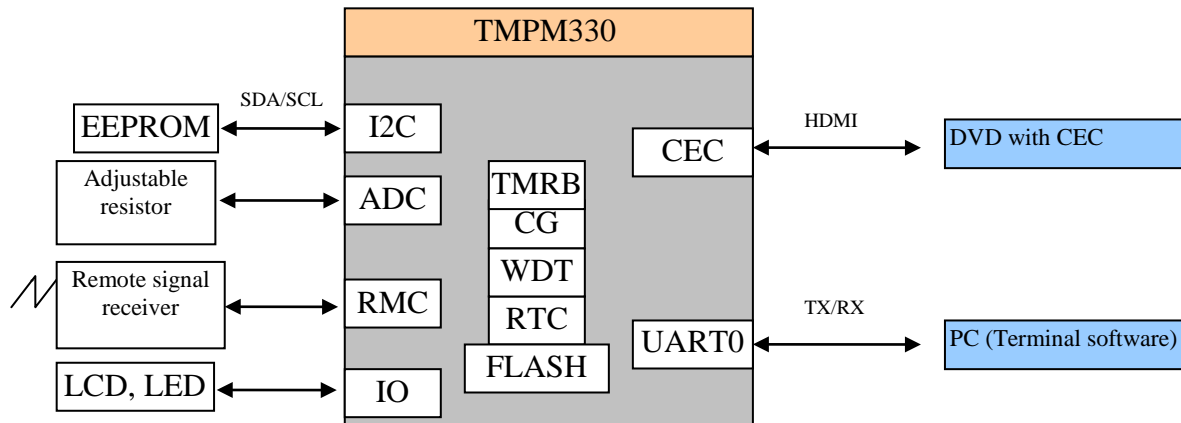 TMPM330
SDA/SCL
EEPROM
I2C
HDMI
CEC
DVD with CEC
Adjustable
resistor
ADC
TMRB
CG
WDT
RTC
FLASH
Remote signal
receiver
RMC
TX/RX
UART0
PC (Terminal software)
LCD, LED
IO